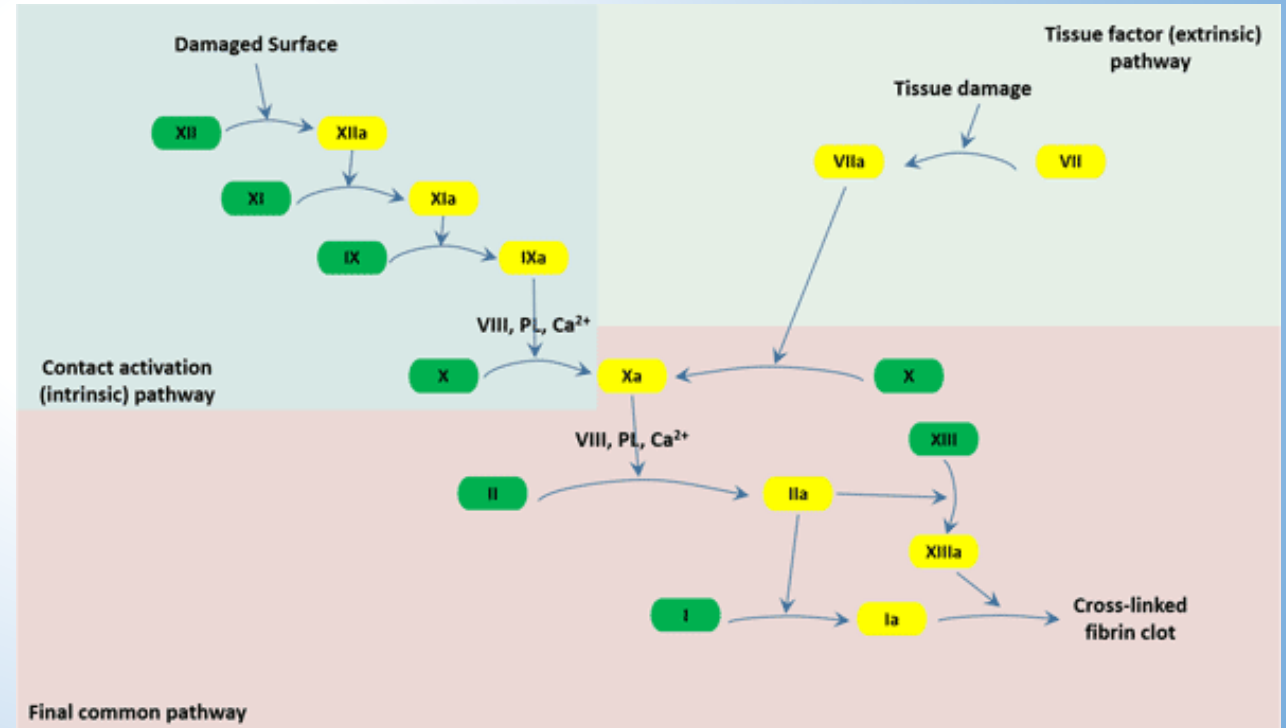 Damaged Surface
Tissue factor (extrinsic)
pathway
Tissue damage
XII
XIIa
VIIa
VII
XI
XIa
IX
IXa
VIII, PL, Ca²⁺
Contact activation
(intrinsic) pathway
X
Xa
X
VIII, PL, Ca²⁺
XIII
II
IIa
XIIIa
I
Ia
Cross-linked
fibrin clot
Final common pathway